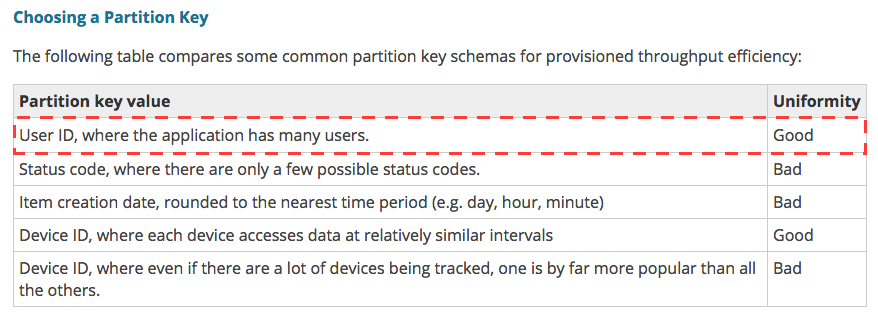 Choosing a Partition Key
The following table compares some common partition key schemas for provisioned throughput efficiency:
Partition key value Uniformity
User ID, where the application has many users. Good
Status code, where there are only a few possible status codes. Bad
Item creation date, rounded to the nearest time period (e.g. day, hour, minute) Bad
Device ID, where each device accesses data at relatively similar intervals Good
Device ID, where even if there are a lot of devices being tracked, one is by far more popular than all Bad
the others.